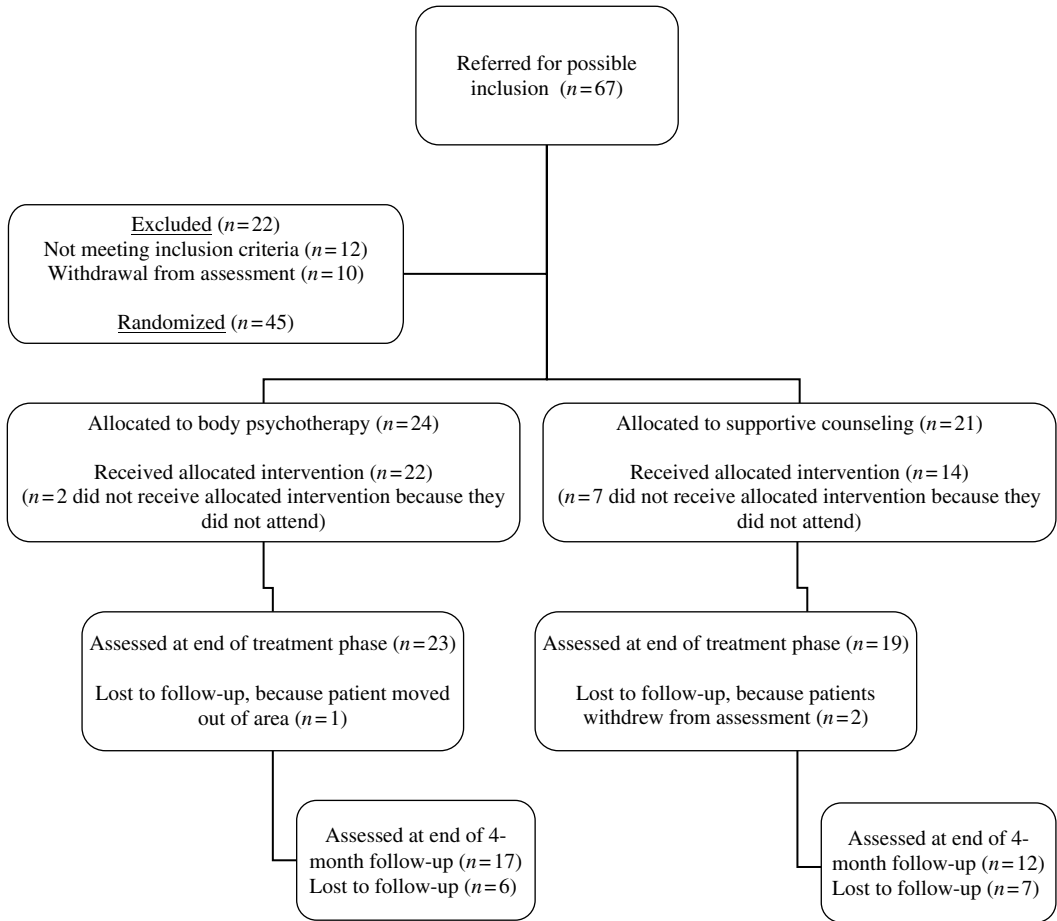 Referred for possible
inclusion (n=67)
Excluded (n=22)
Not meeting inclusion criteria (n=12)
Withdrawal from assessment (n=10)
Randomized (n=45)
Allocated to body psychotherapy (n=24)
Received allocated intervention (n=22)
(n=2 did not receive allocated intervention because they
did not attend)
Allocated to supportive counseling (n=21)
Received allocated intervention (n=14)
(n=7 did not receive allocated intervention because they
did not attend)
Assessed at end of treatment phase (n=23)
Lost to follow-up, because patient moved
out of area (n=1)
Assessed at end of treatment phase (n=19)
Lost to follow-up, because patients
withdrew from assessment (n=2)
Assessed at end of 4-
month follow-up (n=17)
Lost to follow-up (n=6)
Assessed at end of 4-
month follow-up (n=12)
Lost to follow-up (n=7)